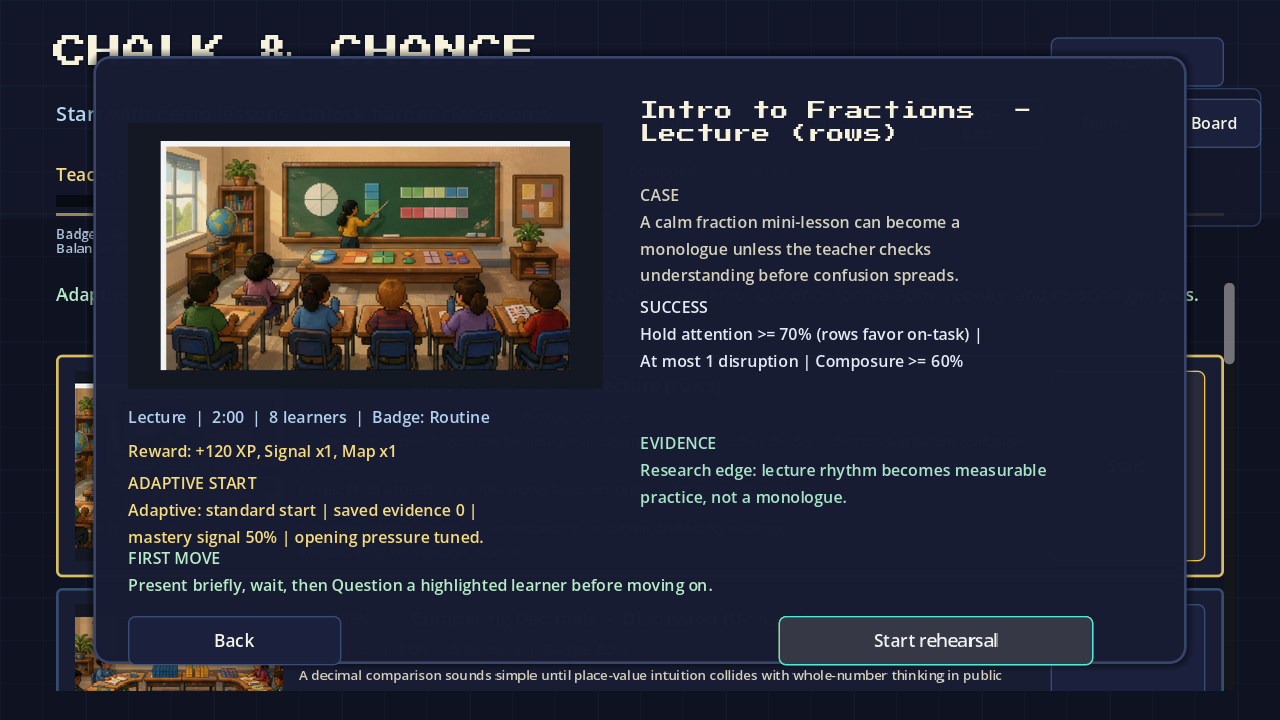 CHALK & CHANCE
Star
Teac
Badge
Balan
Adap
s.
Board
Intro to Fractions –
Lecture (rows)
CASE
A calm fraction mini-lesson can become a
monologue unless the teacher checks
understanding before confusion spreads.
SUCCESS
Hold attention >= 70% (rows favor on-task) |
At most 1 disruption | Composure >= 60%
EVIDENCE
Research edge: lecture rhythm becomes measurable
practice, not a monologue.
Lecture | 2:00 | 8 learners | Badge: Routine
Reward: +120 XP, Signal x1, Map x1
ADAPTIVE START
Adaptive: standard start | saved evidence 0 |
mastery signal 50% | opening pressure tuned.
FIRST MOVE
Present briefly, wait, then Question a highlighted learner before moving on.
Back
Start rehearsal
A decimal comparison sounds simple until place-value intuition collides with whole-number thinking in public